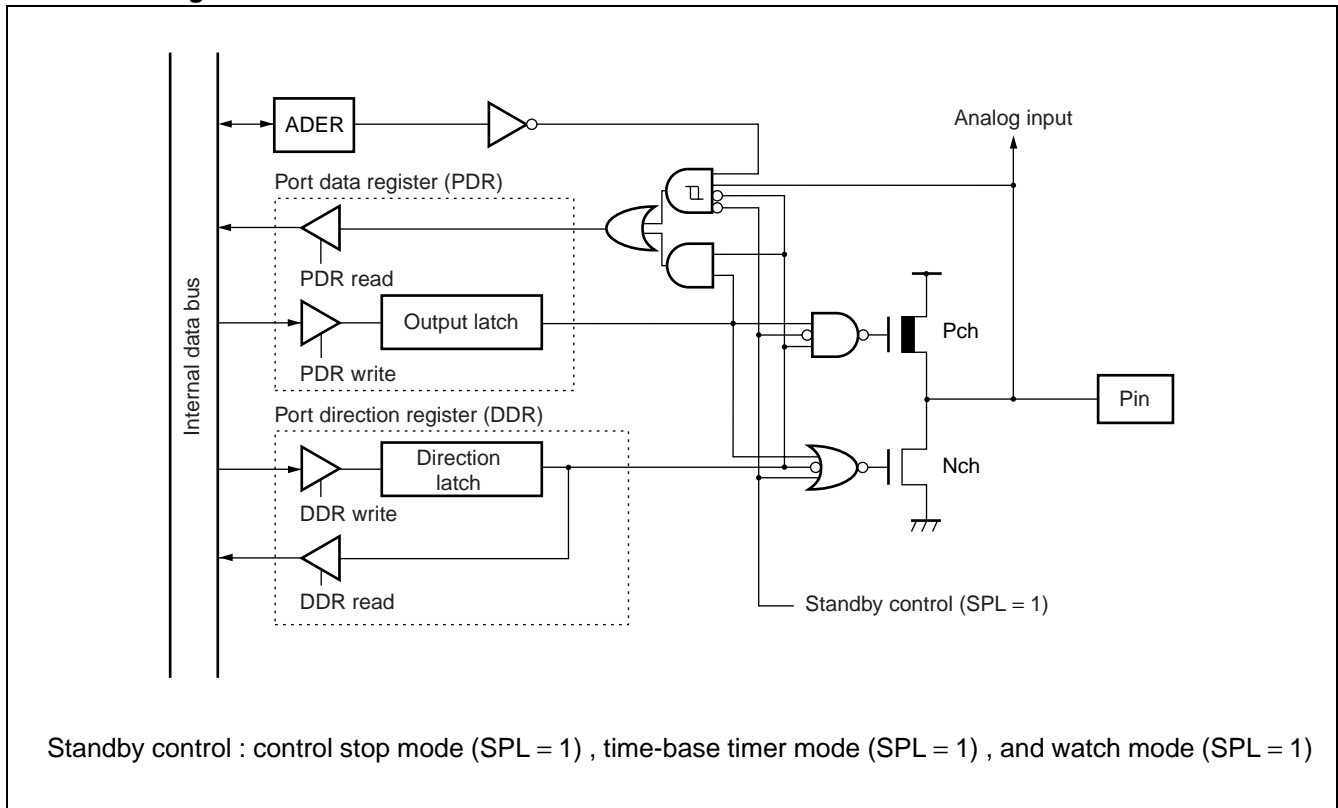 ADER
Analog input
Port data register (PDR)
PDR read
Output latch
PDR write
Internal data bus
Pch
Pin
Port direction register (DDR)
Direction
latch
Nch
DDR write
DDR read
Standby control (SPL = 1)
Standby control : control stop mode (SPL = 1) , time-base timer mode (SPL = 1) , and watch mode (SPL = 1)